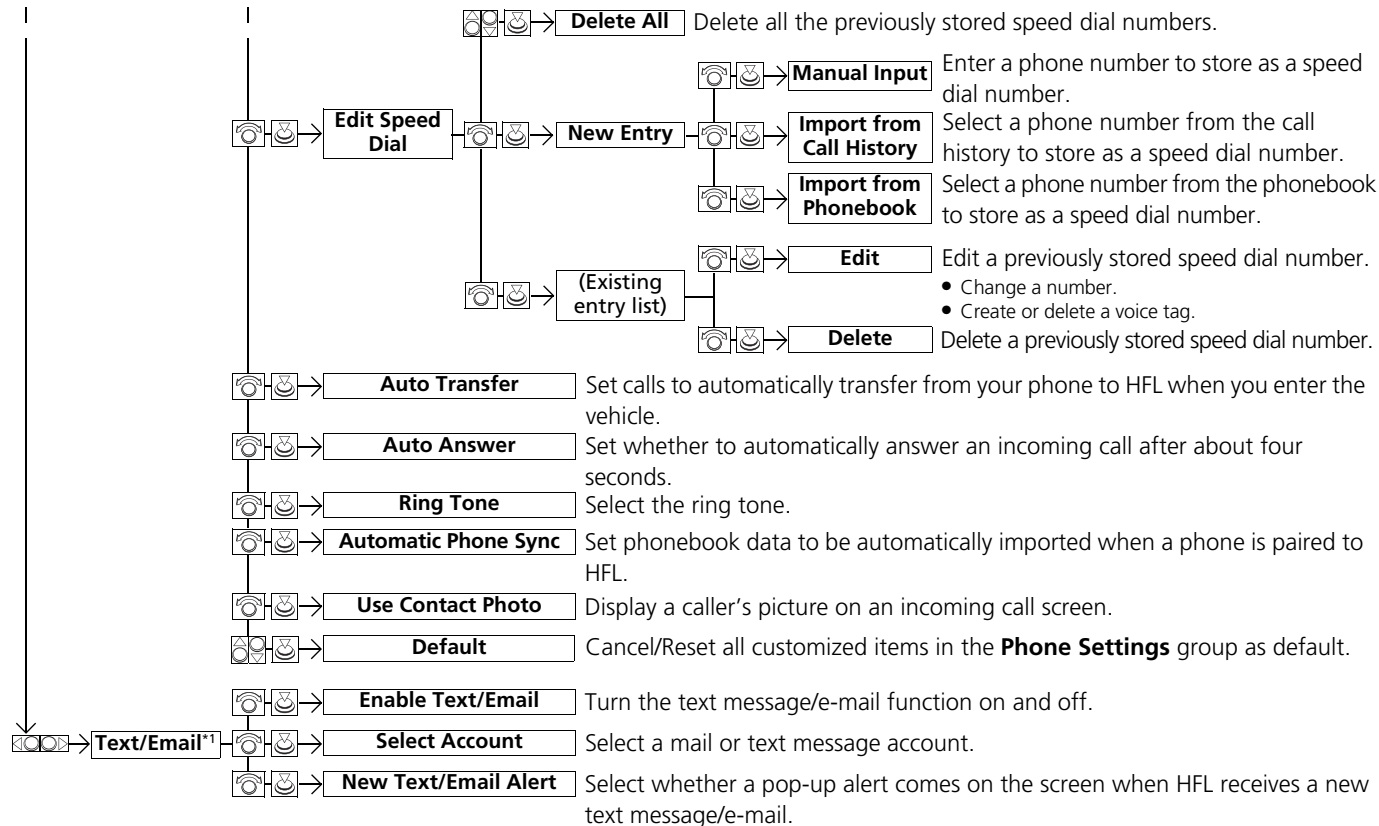 Delete All Delete all the previously stored speed dial numbers.
Edit Speed Dial
New Entry
Manual Input Enter a phone number to store as a speed
dial number.
Import from Call History Select a phone number from the call
history to store as a speed dial number.
Import from Phonebook Select a phone number from the phonebook
to store as a speed dial number.
(Existing entry list)
Edit Edit a previously stored speed dial number.
• Change a number.
• Create or delete a voice tag.
Delete Delete a previously stored speed dial number.
Auto Transfer Set calls to automatically transfer from your phone to HFL when you enter the
vehicle.
Auto Answer Set whether to automatically answer an incoming call after about four
seconds.
Ring Tone Select the ring tone.
Automatic Phone Sync Set phonebook data to be automatically imported when a phone is paired to
HFL.
Use Contact Photo Display a caller’s picture on an incoming call screen.
Default Cancel/Reset all customized items in the Phone Settings group as default.
Text/Email*1
Enable Text/Email Turn the text message/e-mail function on and off.
Select Account Select a mail or text message account.
New Text/Email Alert Select whether a pop-up alert comes on the screen when HFL receives a new
text message/e-mail.